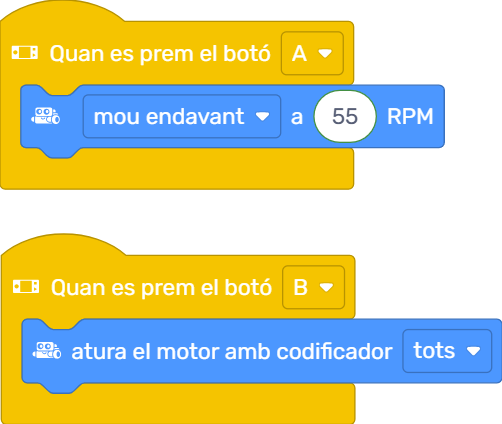 Quan es prem el botó A
mou endavant a 55 RPM
Quan es prem el botó B
atura el motor amb codificador tots